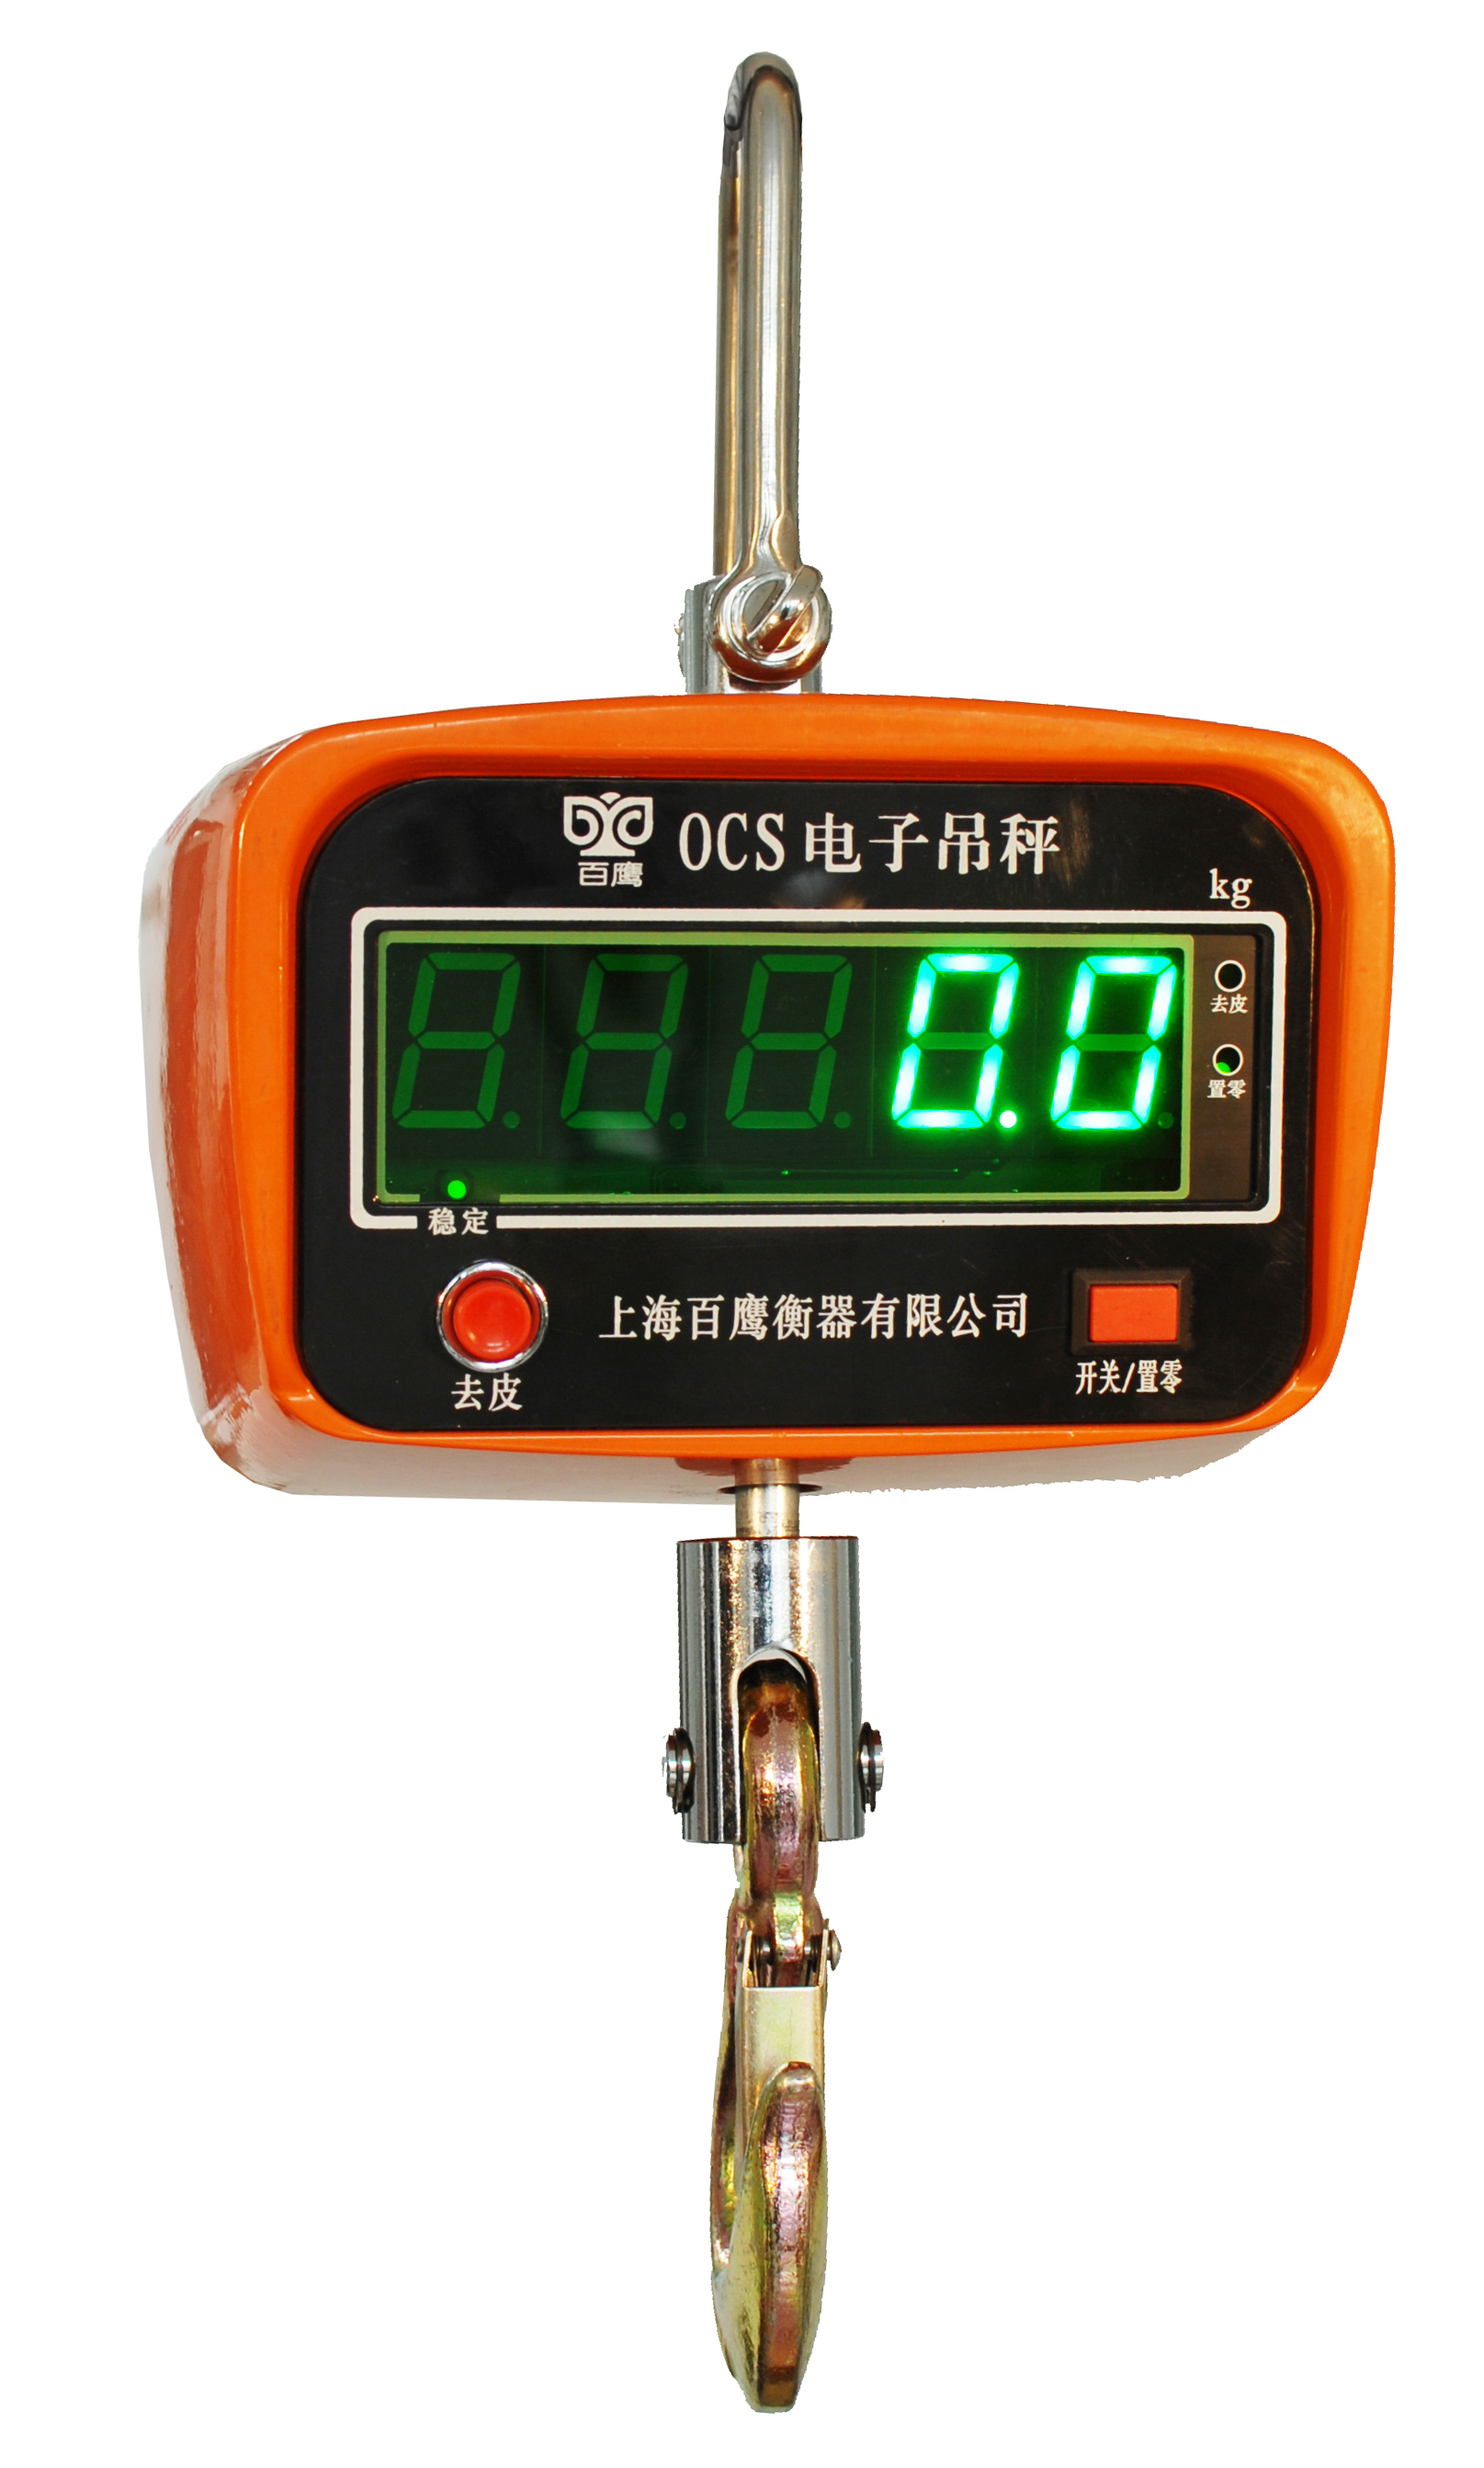 百鹰
OCS 电子吊秤
kg
0.0
去皮
置零
稳定
上海百鹰衡器有限公司
去皮
开关/置零